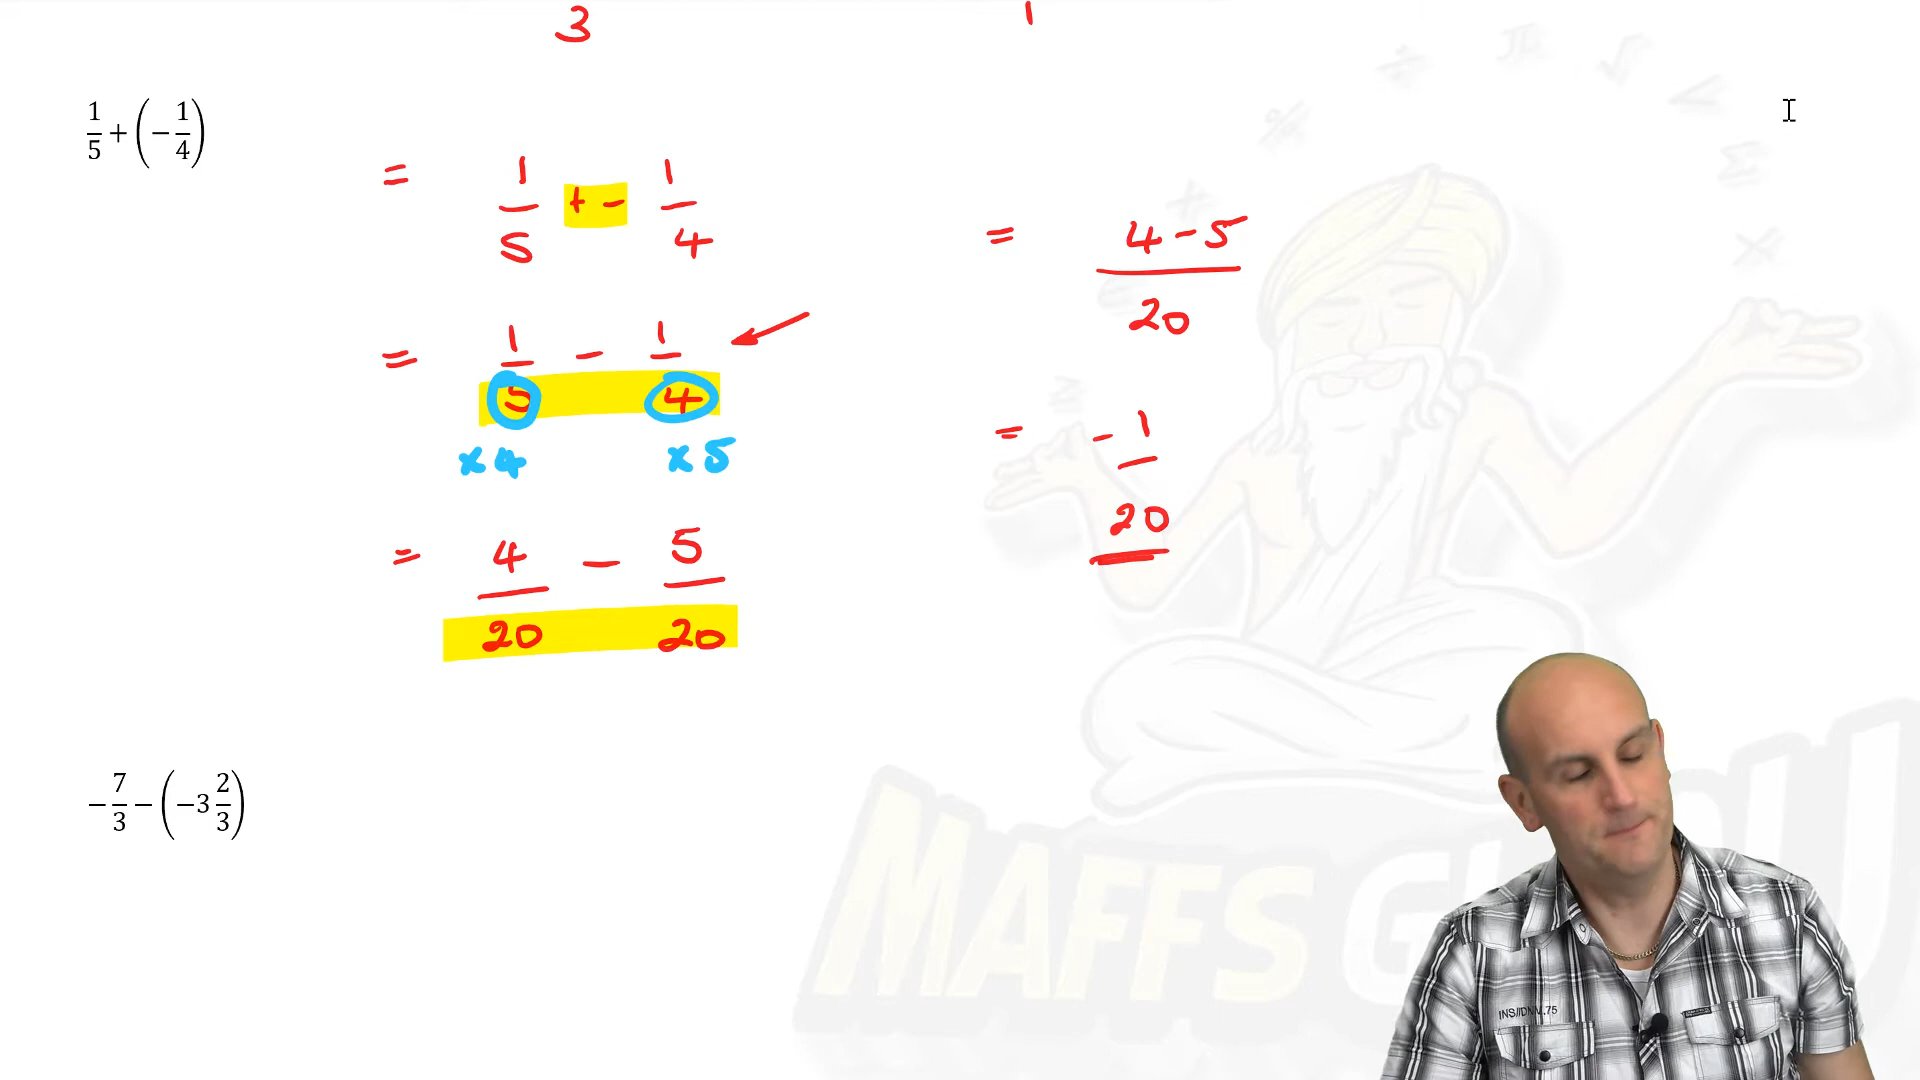 3 1
1/5 + (-1/4)
= 1/5 + - 1/4
= 1/5 - 1/4
×4 ×5
= 4/20 - 5/20
= 4-5/20
= -1/20
-7/3 - (-3 2/3)
MAFFS GURU
INS//DNV.75